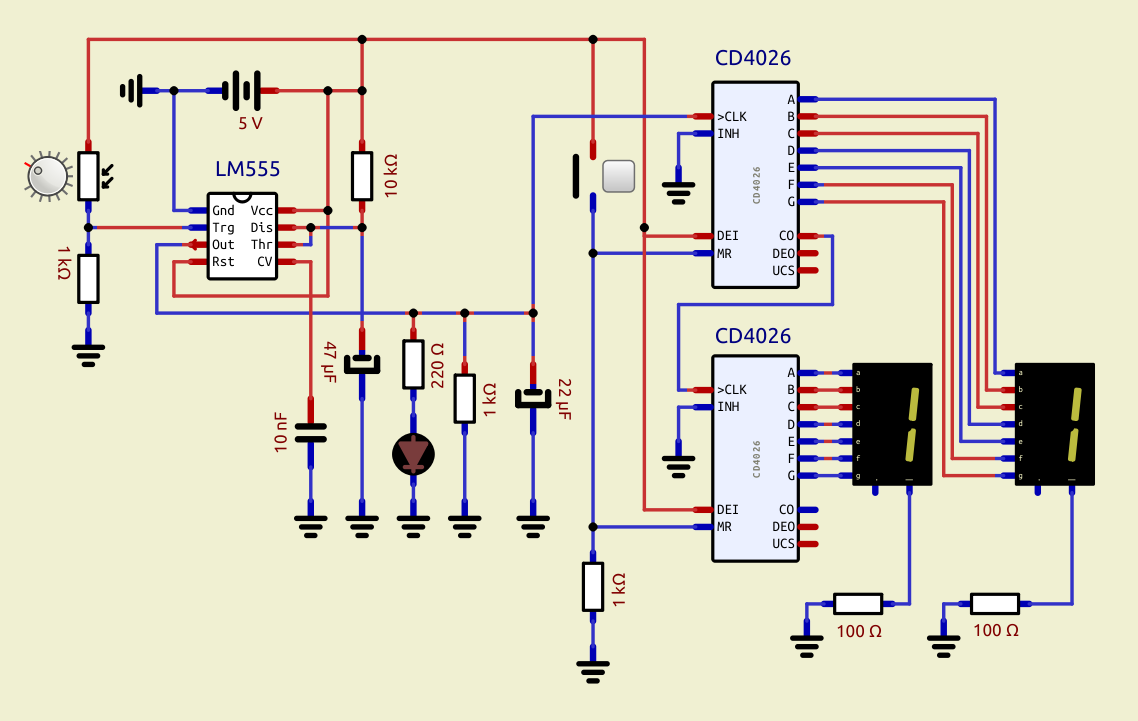 CD4026
5 V
LM555
10 kΩ
Gnd Vcc
Trg Dis
Out Thr
Rst CV
1 kΩ
>CLK
INH
CD4026
DEI
MR
A
B
C
D
E
F
G
CO
DEO
UCS
47 µF
220 Ω
1 kΩ
22 µF
10 nF
CD4026
>CLK
INH
CD4026
DEI
MR
A
B
C
D
E
F
G
CO
DEO
UCS
a
b
c
d
e
f
g
a
b
c
d
e
f
g
1 kΩ
100 Ω
100 Ω